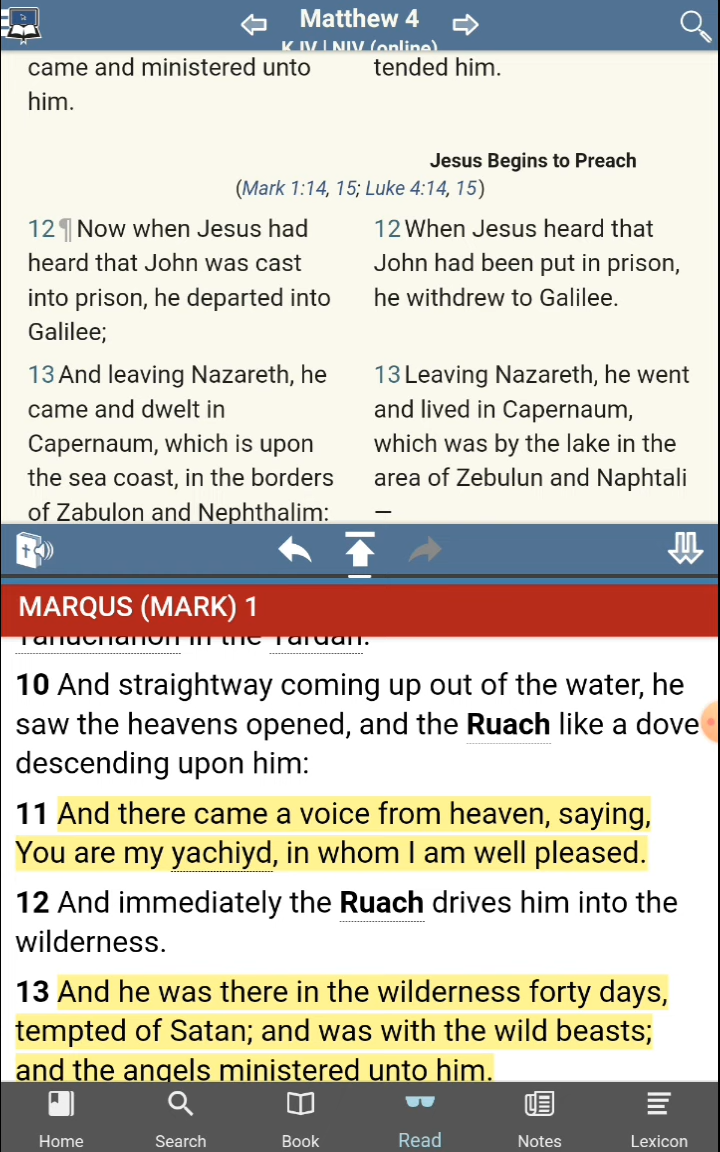 Matthew 4
KJV | NIV (online)
came and ministered unto him.
tended him.
Jesus Begins to Preach
(Mark 1:14, 15; Luke 4:14, 15)
12 ¶ Now when Jesus had
heard that John was cast
into prison, he departed into
Galilee;
12 When Jesus heard that
John had been put in prison,
he withdrew to Galilee.
13 And leaving Nazareth, he
came and dwelt in
Capernaum, which is upon
the sea coast, in the borders
of Zabulon and Nephthalim:
13 Leaving Nazareth, he went
and lived in Capernaum,
which was by the lake in the
area of Zebulun and Naphtali
—
MARQUS (MARK) 1
Yahuchanon in the Yardan.
10 And straightway coming up out of the water, he
saw the heavens opened, and the Ruach like a dove
descending upon him:
11 And there came a voice from heaven, saying,
You are my yachiyd, in whom I am well pleased.
12 And immediately the Ruach drives him into the
wilderness.
13 And he was there in the wilderness forty days,
tempted of Satan; and was with the wild beasts;
and the angels ministered unto him.
Home
Search
Book
Read
Notes
Lexicon